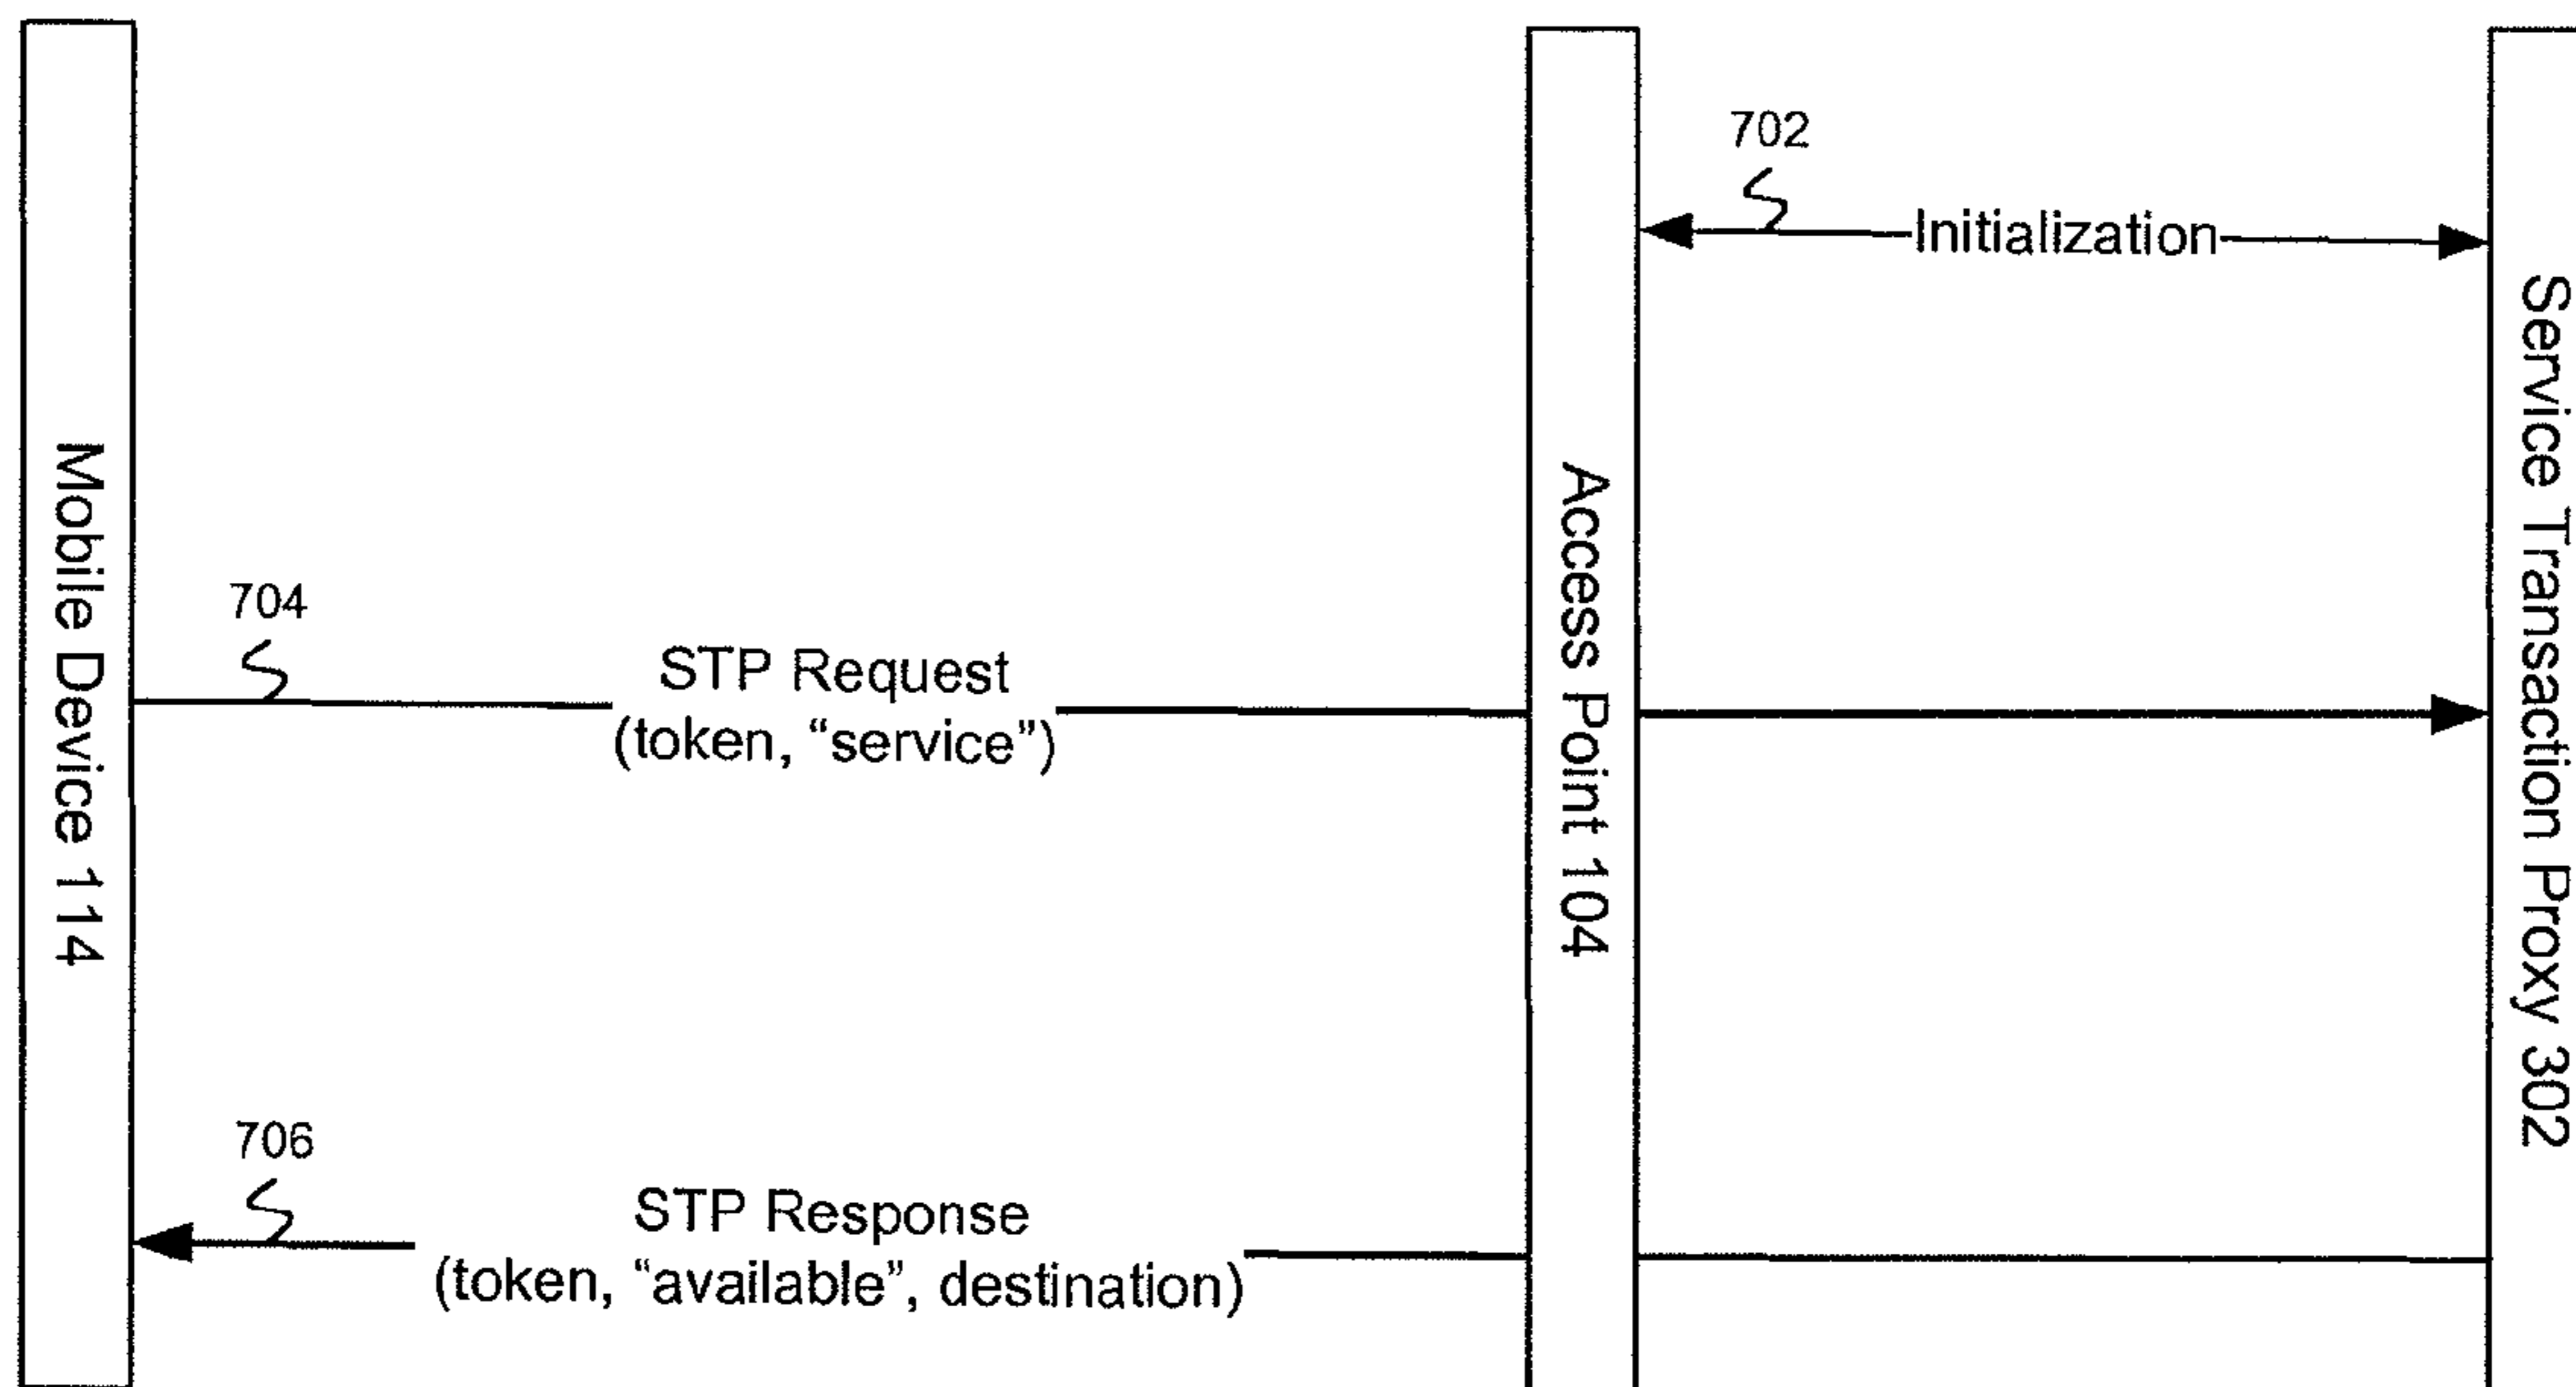 702
Initialization
Service Transaction Proxy 302
Access Point 104
Mobile Device 114
704
STP Request
(token, “service”)
706
STP Response
(token, “available”, destination)